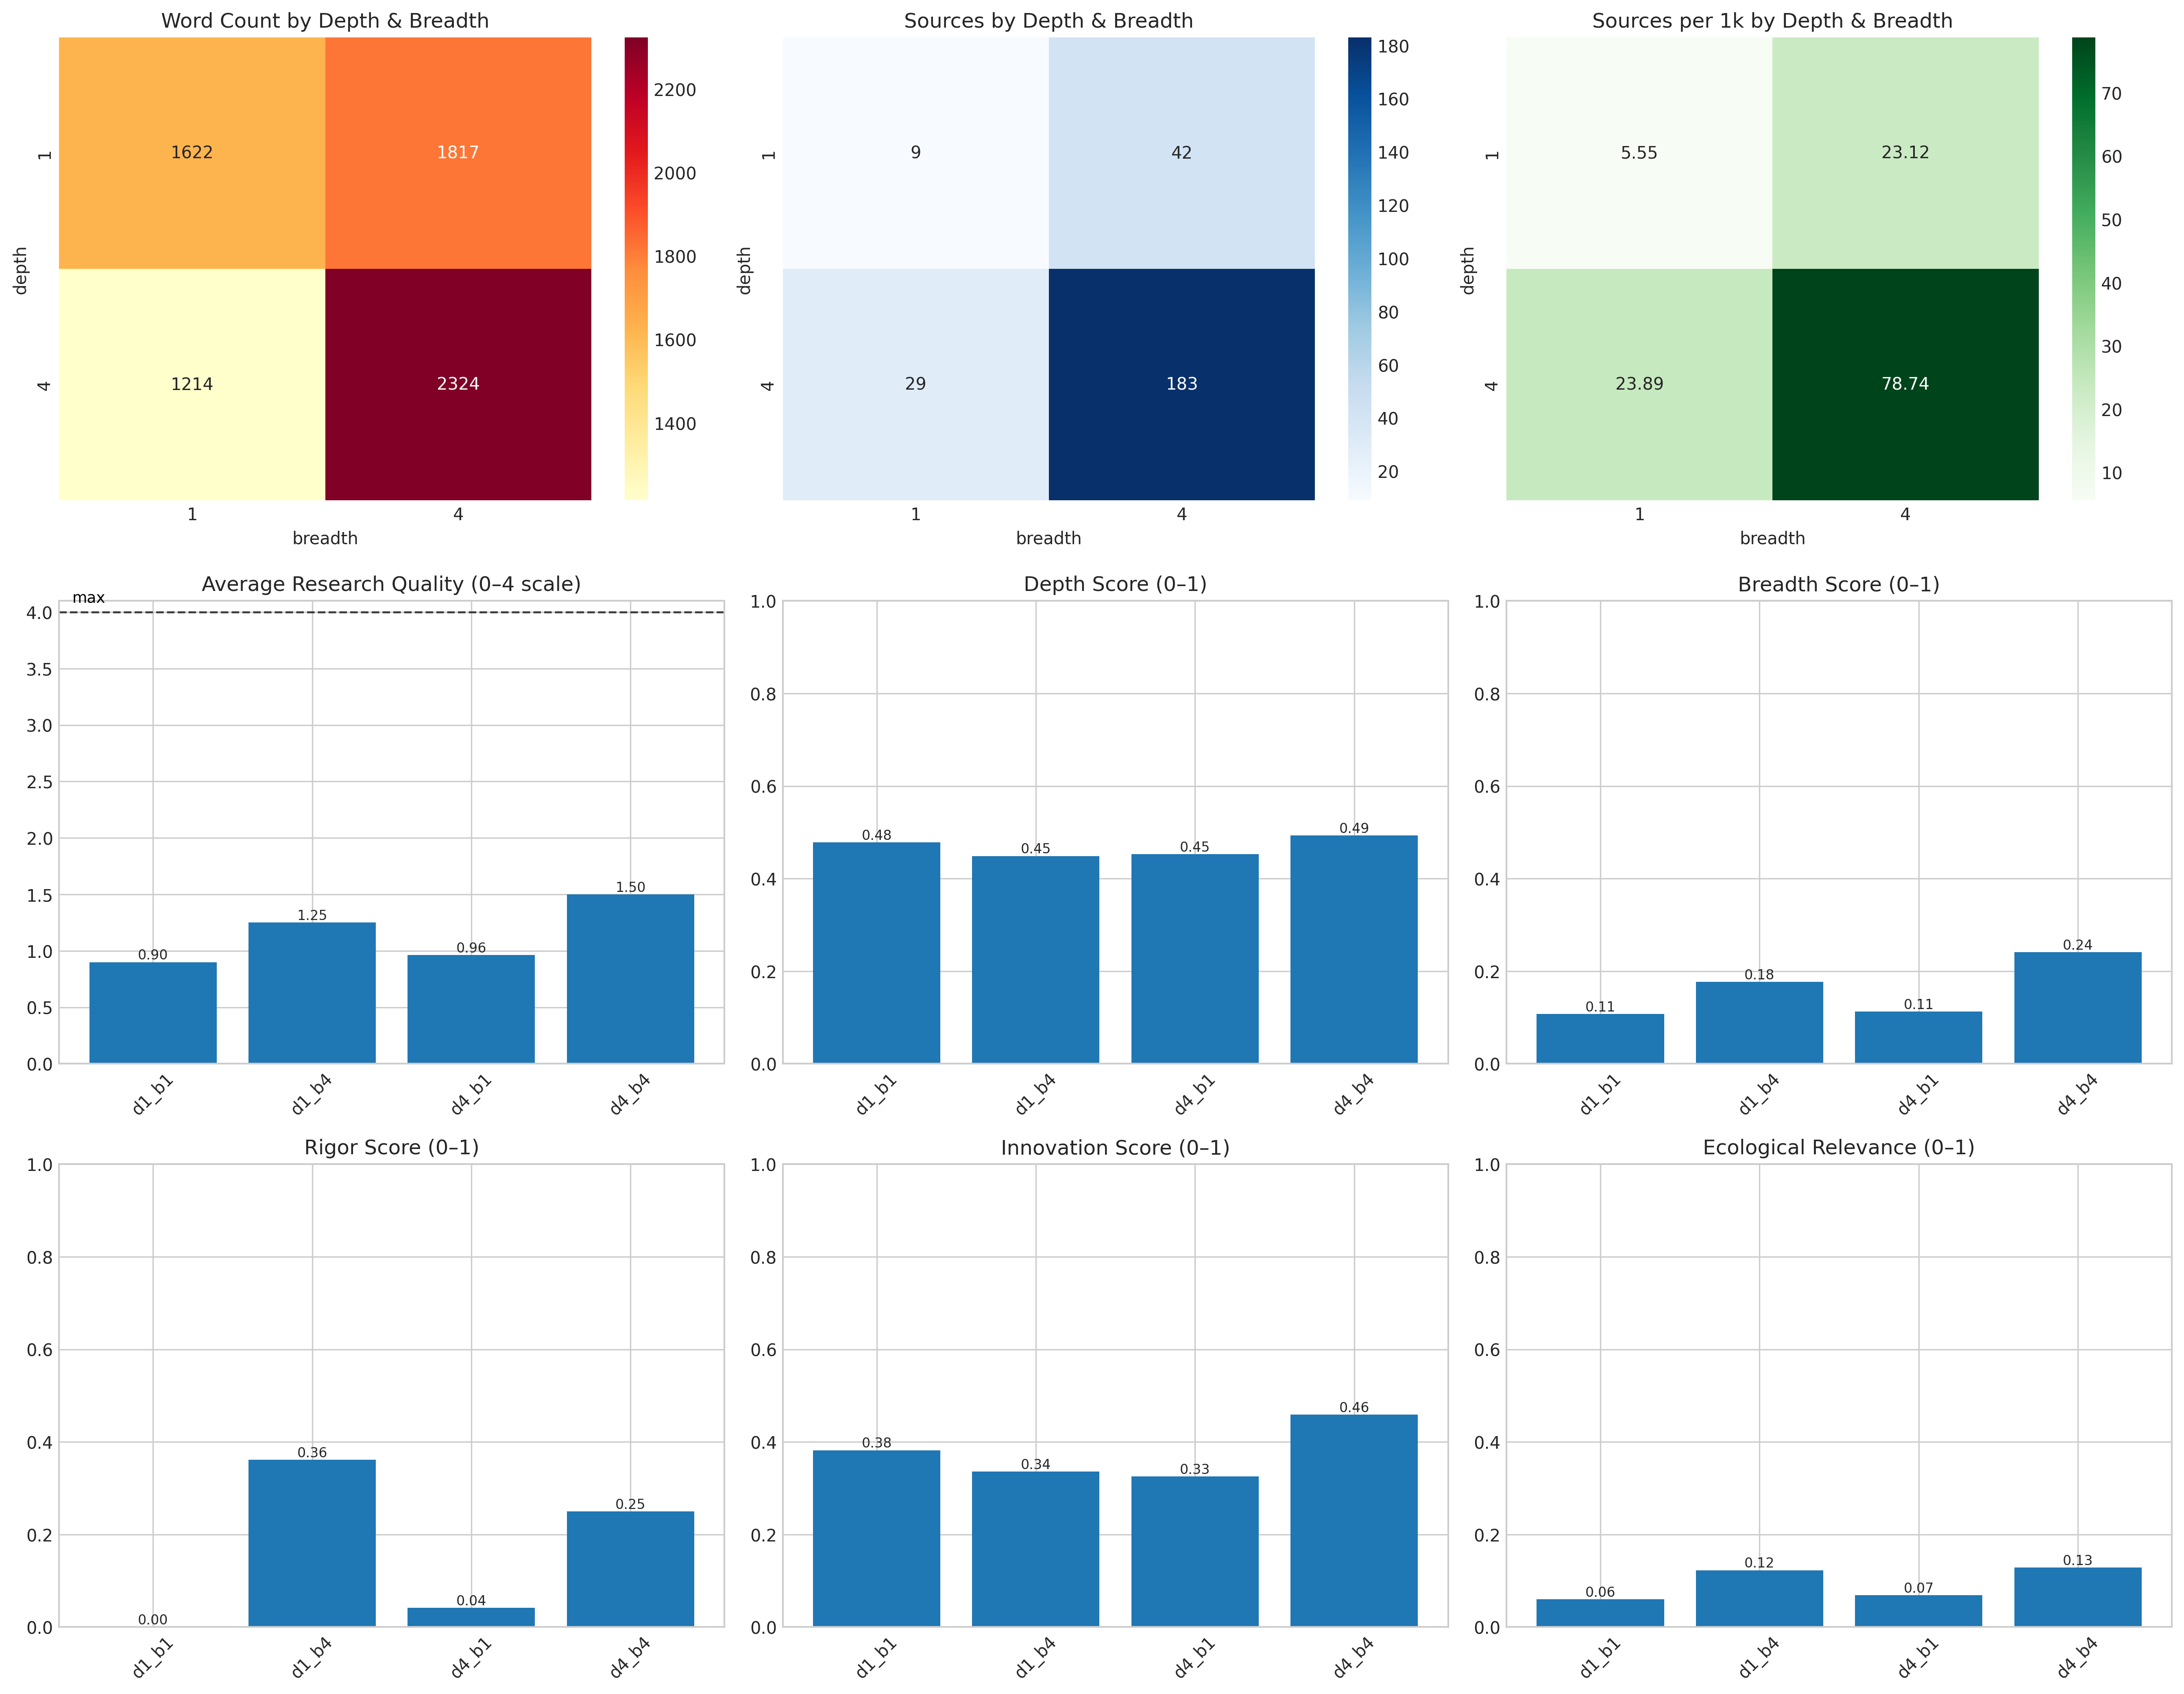 Word Count by Depth & Breadth
Sources by Depth & Breadth
Sources per 1k by Depth & Breadth
depth
1
4
1622
1817
1214
2324
1
4
breadth
2200
2000
1800
1600
1400
depth
1
4
9
42
29
183
1
4
breadth
180
160
140
120
100
80
60
40
20
depth
1
4
5.55
23.12
23.89
78.74
1
4
breadth
70
60
50
40
30
20
10
Average Research Quality (0–4 scale)
max
4.0
3.5
3.0
2.5
2.0
1.5
1.0
0.5
0.0
0.90
1.25
0.96
1.50
d1_b1
d1_b4
d4_b1
d4_b4
Depth Score (0–1)
1.0
0.8
0.6
0.4
0.2
0.0
0.48
0.45
0.45
0.49
d1_b1
d1_b4
d4_b1
d4_b4
Breadth Score (0–1)
1.0
0.8
0.6
0.4
0.2
0.0
0.11
0.18
0.11
0.24
d1_b1
d1_b4
d4_b1
d4_b4
Rigor Score (0–1)
1.0
0.8
0.6
0.4
0.2
0.0
0.00
0.36
0.04
0.25
d1_b1
d1_b4
d4_b1
d4_b4
Innovation Score (0–1)
1.0
0.8
0.6
0.4
0.2
0.0
0.38
0.34
0.33
0.46
d1_b1
d1_b4
d4_b1
d4_b4
Ecological Relevance (0–1)
1.0
0.8
0.6
0.4
0.2
0.0
0.06
0.12
0.07
0.13
d1_b1
d1_b4
d4_b1
d4_b4